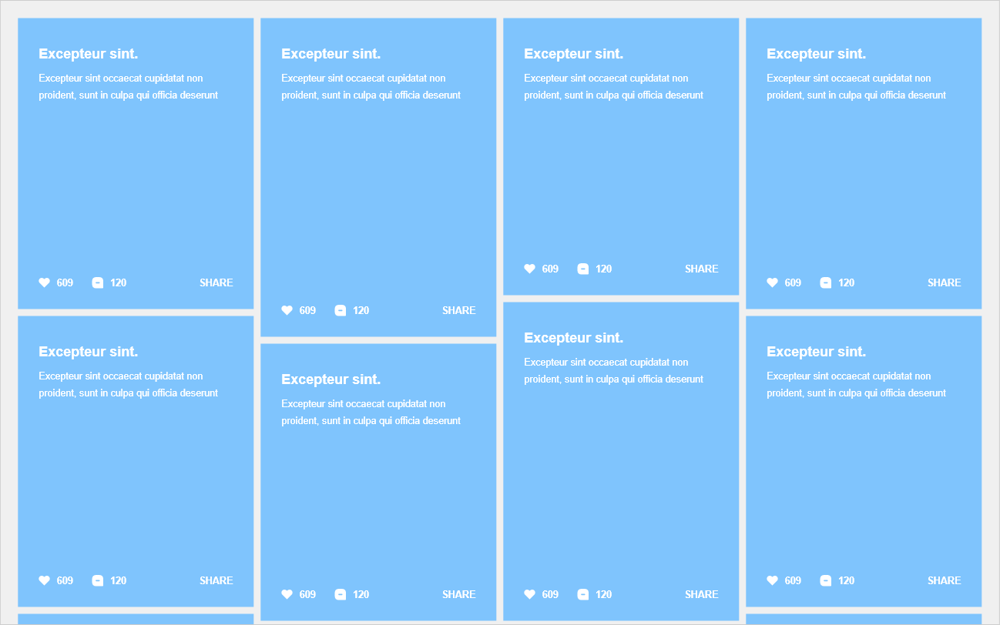 Excepteur sint.
Excepteur sint occaecat cupidatat non
proident, sunt in culpa qui officia deserunt
609 120 SHARE
Excepteur sint.
Excepteur sint occaecat cupidatat non
proident, sunt in culpa qui officia deserunt
609 120 SHARE
Excepteur sint.
Excepteur sint occaecat cupidatat non
proident, sunt in culpa qui officia deserunt
609 120 SHARE
Excepteur sint.
Excepteur sint occaecat cupidatat non
proident, sunt in culpa qui officia deserunt
609 120 SHARE
Excepteur sint.
Excepteur sint occaecat cupidatat non
proident, sunt in culpa qui officia deserunt
609 120 SHARE
Excepteur sint.
Excepteur sint occaecat cupidatat non
proident, sunt in culpa qui officia deserunt
609 120 SHARE
Excepteur sint.
Excepteur sint occaecat cupidatat non
proident, sunt in culpa qui officia deserunt
609 120 SHARE
Excepteur sint.
Excepteur sint occaecat cupidatat non
proident, sunt in culpa qui officia deserunt
609 120 SHARE